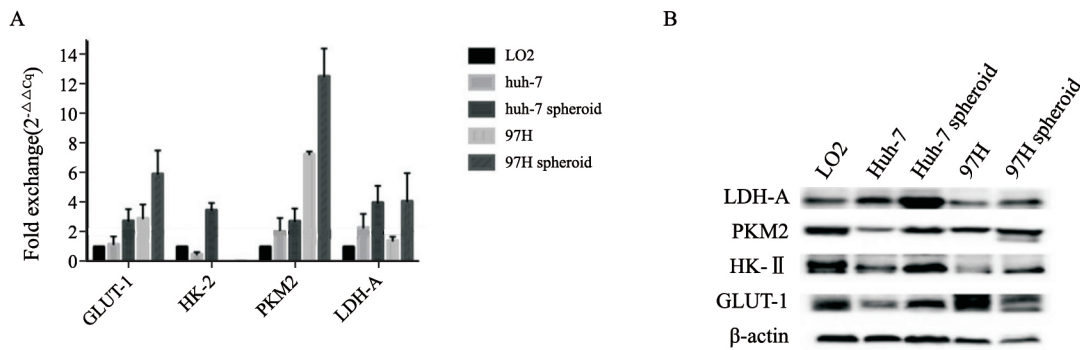 A
Fold exchange(2-△△Cq)
14
12
10
8
6
4
2
0
GLUT-1
HK-2
PKM2
LDH-A
LO2
huh-7
huh-7 spheroid
97H
97H spheroid
B
LO2
Huh-7
Huh-7 spheroid
97H
97H spheroid
LDH-A
PKM2
HK-Ⅱ
GLUT-1
β-actin